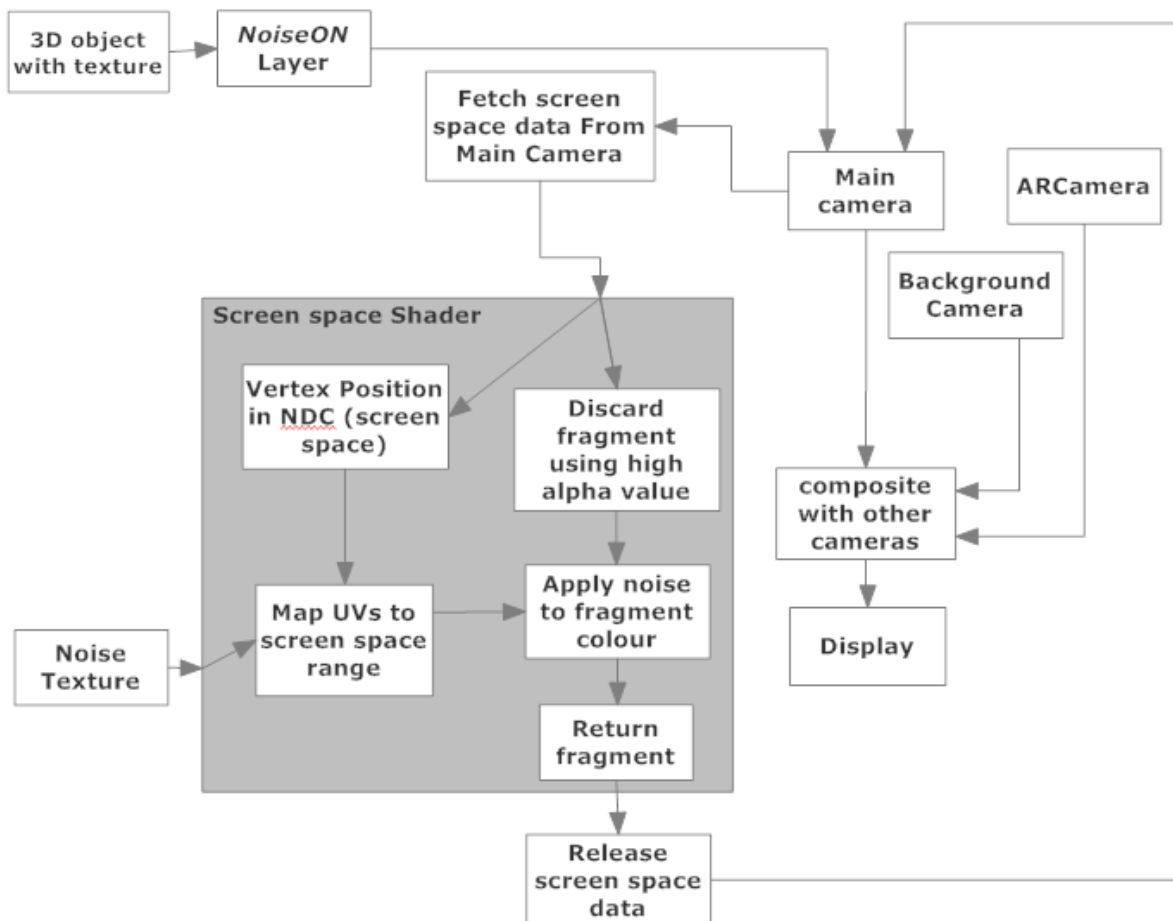 3D object
with texture
NoiseON
Layer
Fetch screen
space data From
Main Camera
Main
camera
ARCamera
Background
Camera
Screen space Shader
Vertex Position
in NDC (screen
space)
Discard
fragment
using high
alpha value
composite
with other
cameras
Map UVs to
screen space
range
Apply noise
to fragment
colour
Noise
Texture
Display
Return
fragment
Release
screen space
data